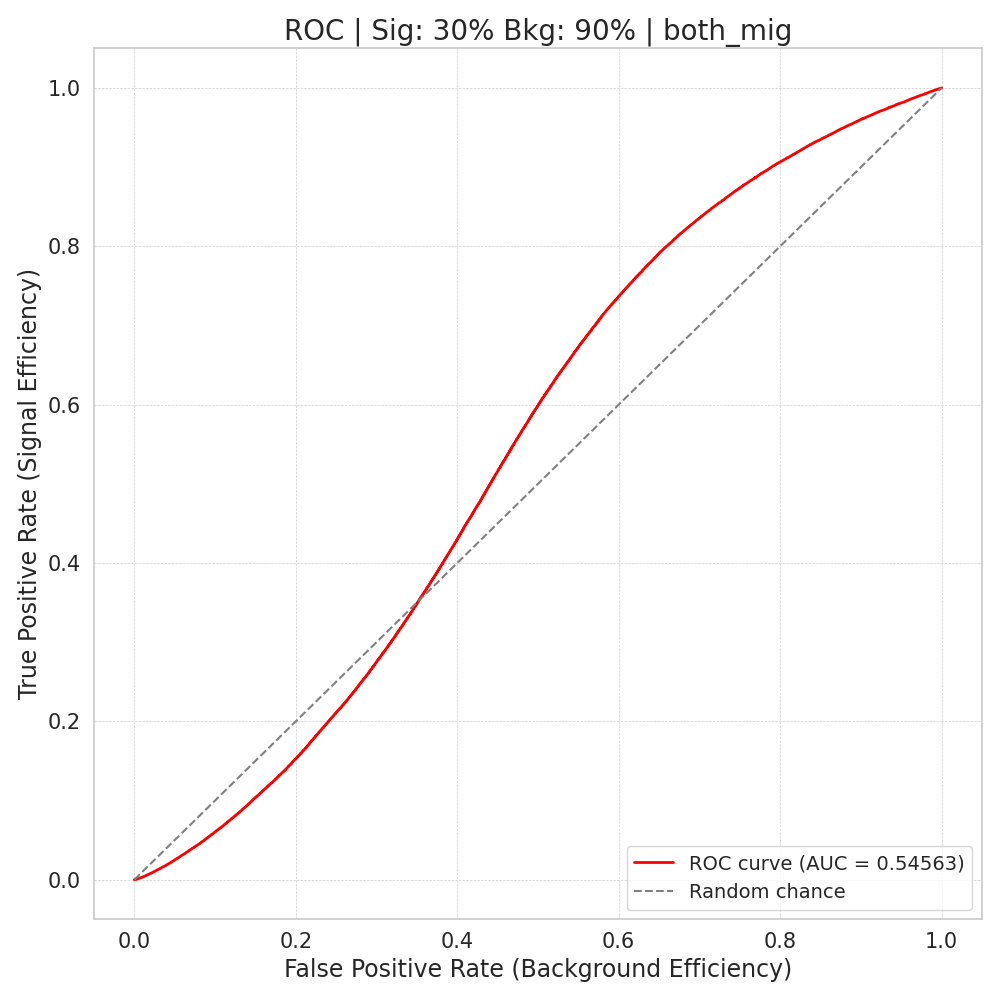 ROC | Sig: 30% Bkg: 90% | both_mig
True Positive Rate (Signal Efficiency)
1.0
0.8
0.6
0.4
0.2
0.0
0.0 0.2 0.4 0.6 0.8 1.0
False Positive Rate (Background Efficiency)
ROC curve (AUC = 0.54563)
Random chance